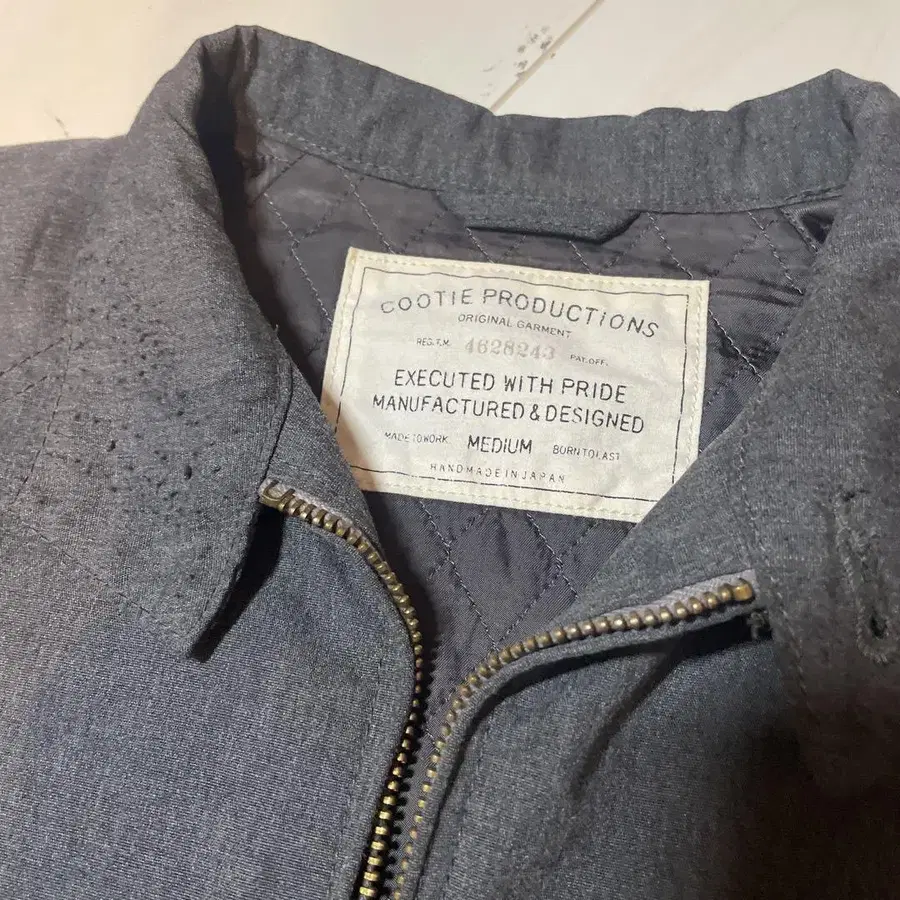 COOTIE PRODUCTIONS
ORIGINAL GARMENT
REG.T.M. 4628243 PAT.OFF.
EXECUTED WITH PRIDE
MANUFACTURED & DESIGNED
MADE TO WORK MEDIUM BORN TO LAST
HANDMADE IN JAPAN